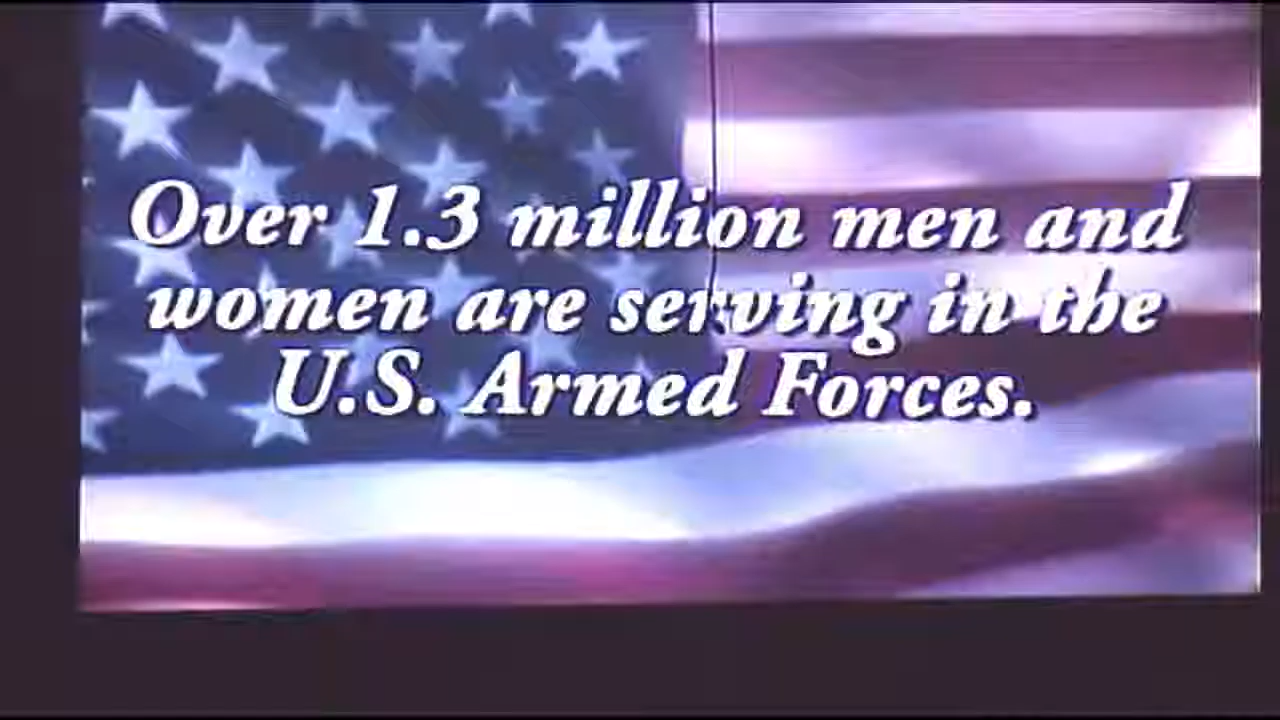 Over 1.3 million men and
women are serving in the
U.S. Armed Forces.